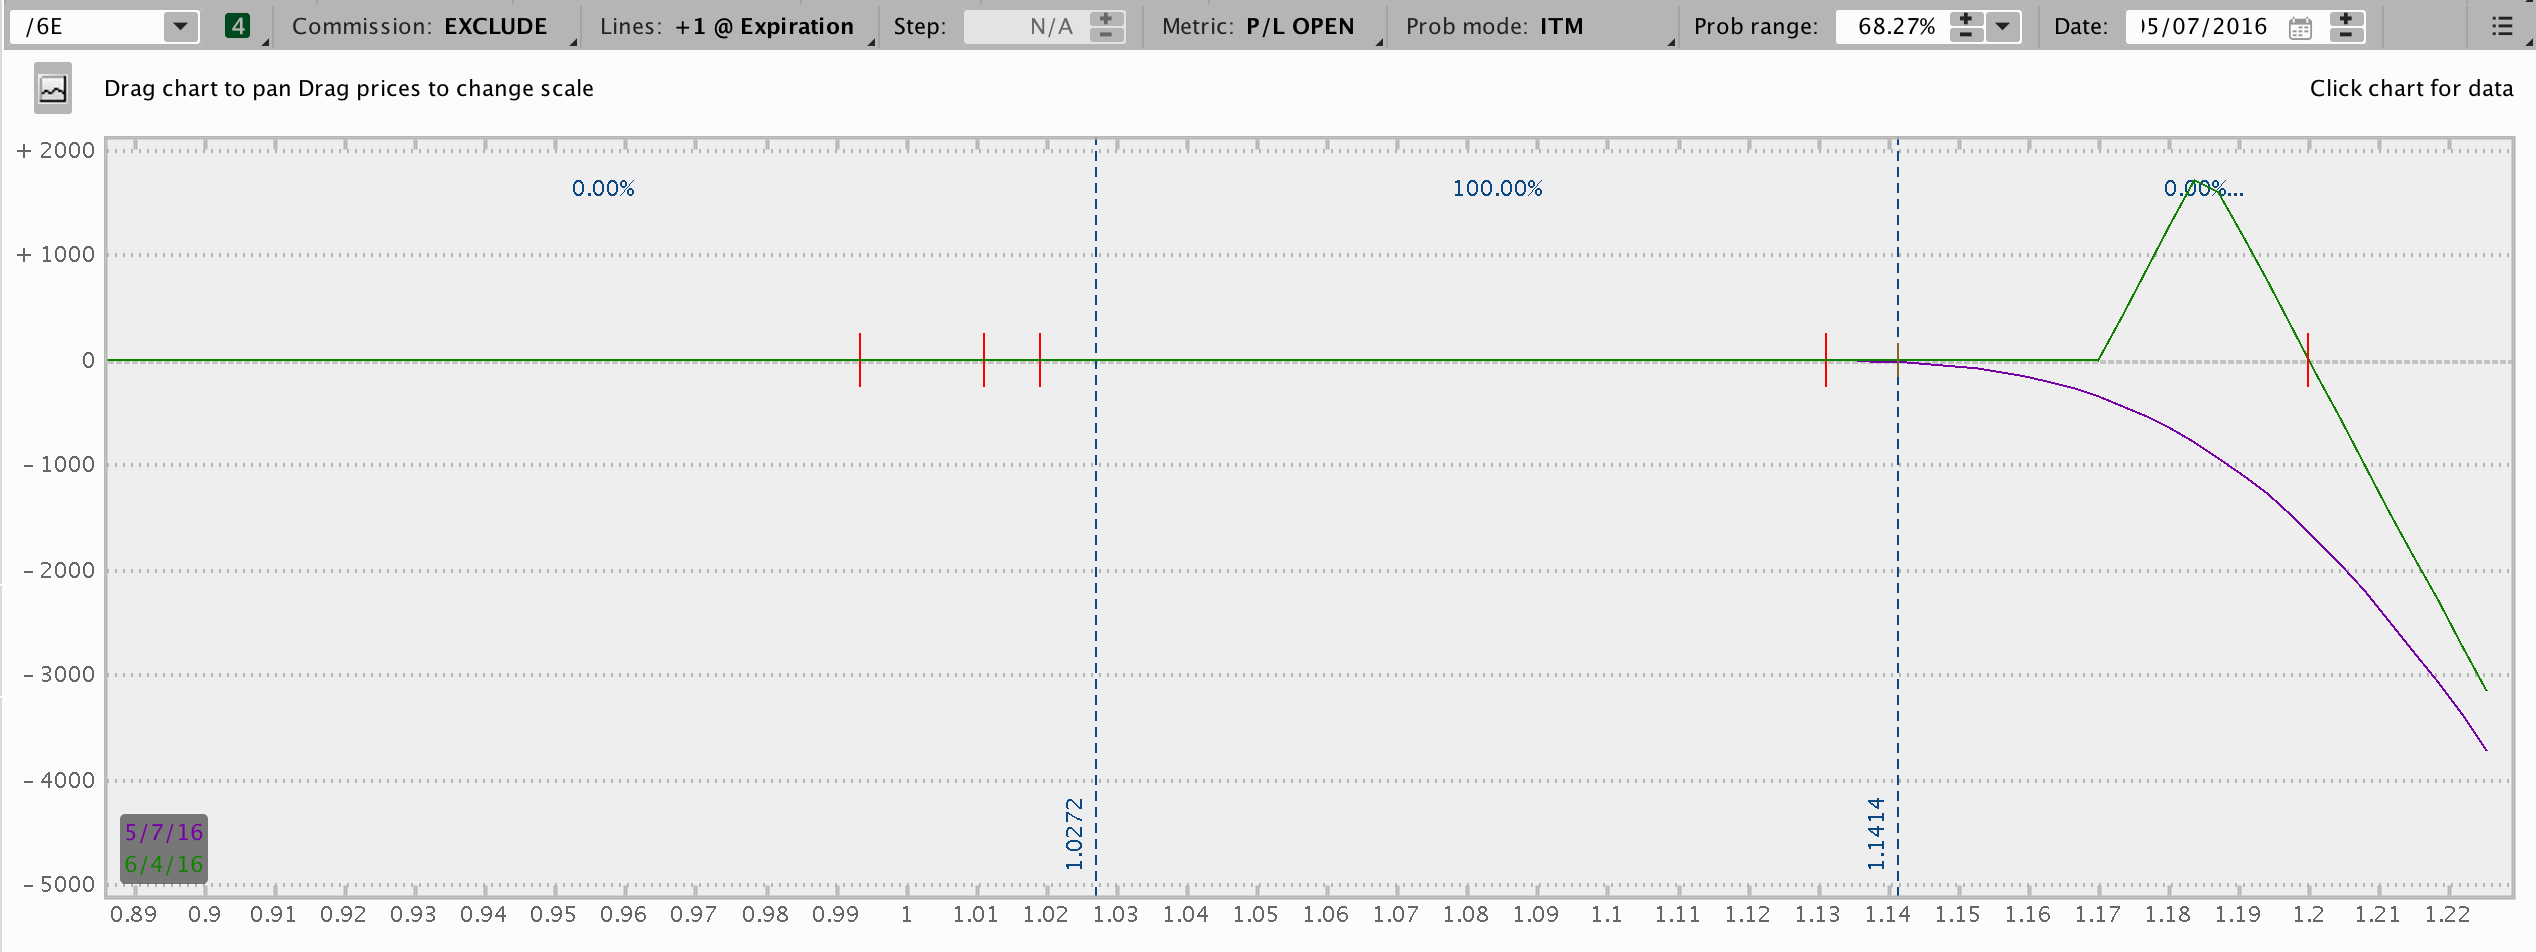 /6E 4 Commission: EXCLUDE Lines: +1 @ Expiration Step: N/A Metric: P/L OPEN Prob mode: ITM Prob range: 68.27% Date: 05/07/2016
Drag chart to pan Drag prices to change scale Click chart for data
+ 2000
0.00% 100.00% 0.00%...
+ 1000
0
- 1000
- 2000
- 3000
- 4000
1.0272 1.1414
5/7/16
6/4/16
- 5000
0.89 0.9 0.91 0.92 0.93 0.94 0.95 0.96 0.97 0.98 0.99 1 1.01 1.02 1.03 1.04 1.05 1.06 1.07 1.08 1.09 1.1 1.11 1.12 1.13 1.14 1.15 1.16 1.17 1.18 1.19 1.2 1.21 1.22